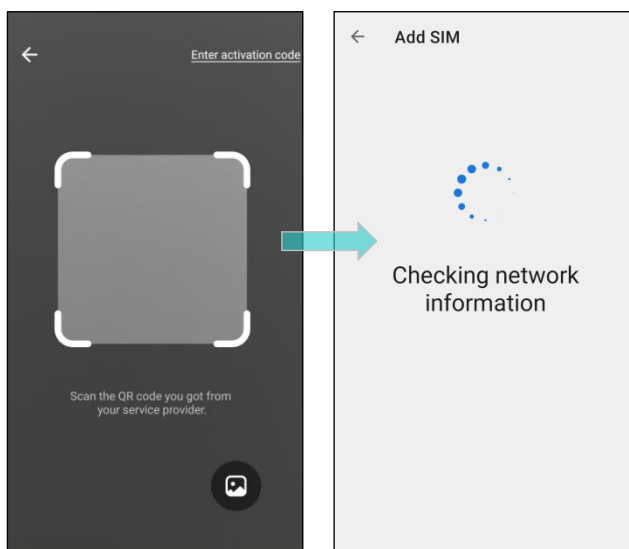 Enter activation code
Scan the QR code you got from
your service provider.
Add SIM
Checking network
information